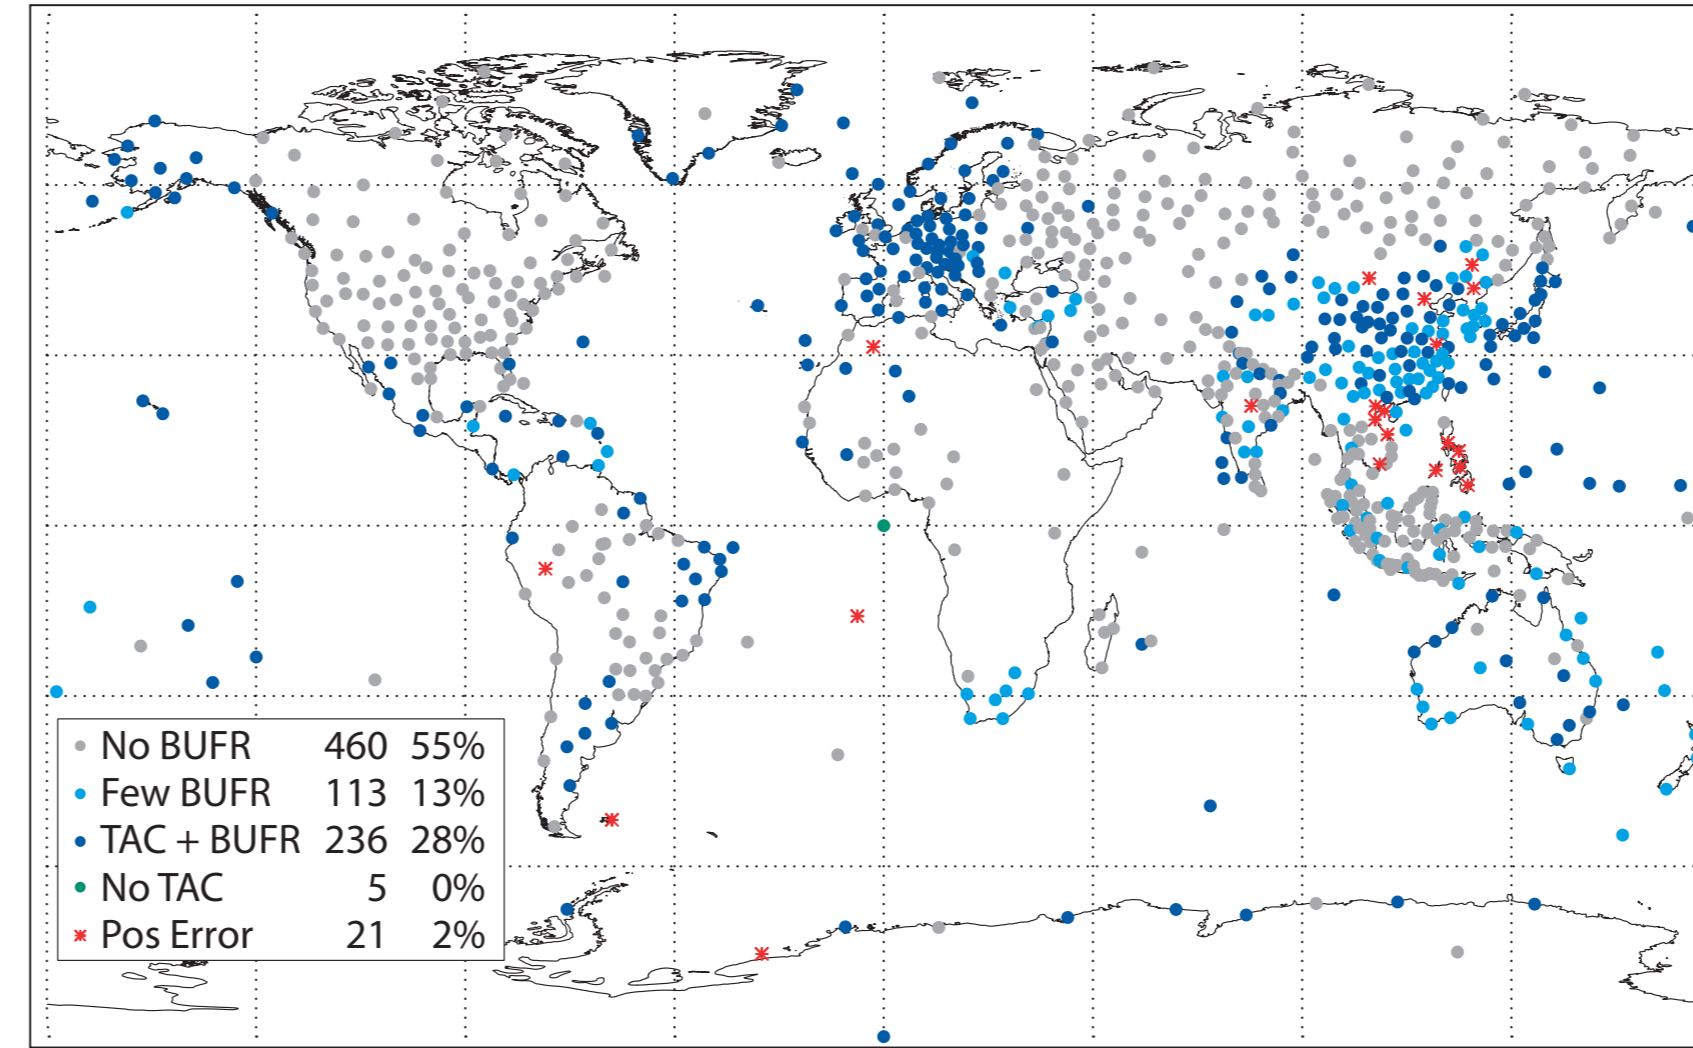 No BUFR 460 55%
Few BUFR 113 13%
TAC + BUFR 236 28%
No TAC 5 0%
Pos Error 21 2%